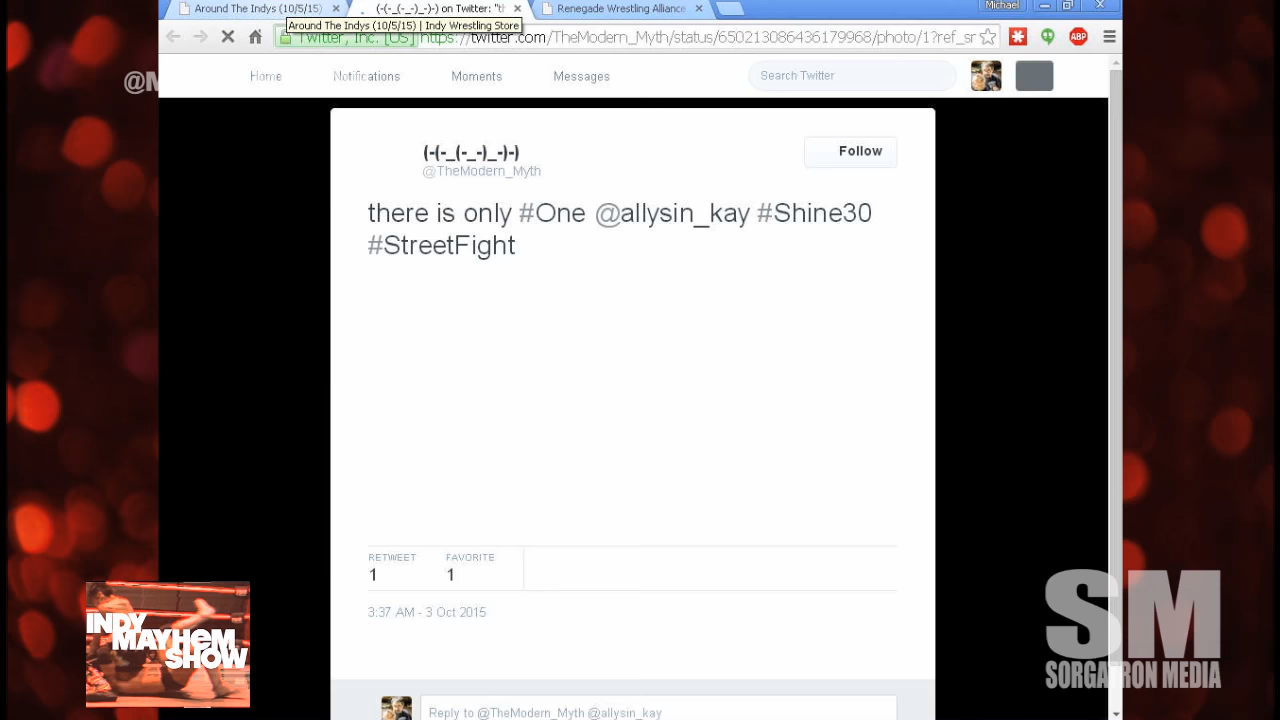 Around The Indys (10/5/15)
(-(-_(-_-)_-)-) on Twitter: "t
Renegade Wrestling Alliance
Michael
Around The Indys (10/5/15) | Indy Wrestling Store
Twitter, Inc. [US] https://twitter.com/TheModern_Myth/status/650213086436179968/photo/1?ref_sr
ABP
@M
Home
Notifications
Moments
Messages
Search Twitter
(-(-_(-_-)_-)-)
@TheModern_Myth
Follow
there is only #One @allysin_kay #Shine30
#StreetFight
RETWEET
FAVORITE
1
1
3:37 AM - 3 Oct 2015
Reply to @TheModern_Myth @allysin_kay
INDY
MAYHEM
SHOW
SM
SORGATRON MEDIA